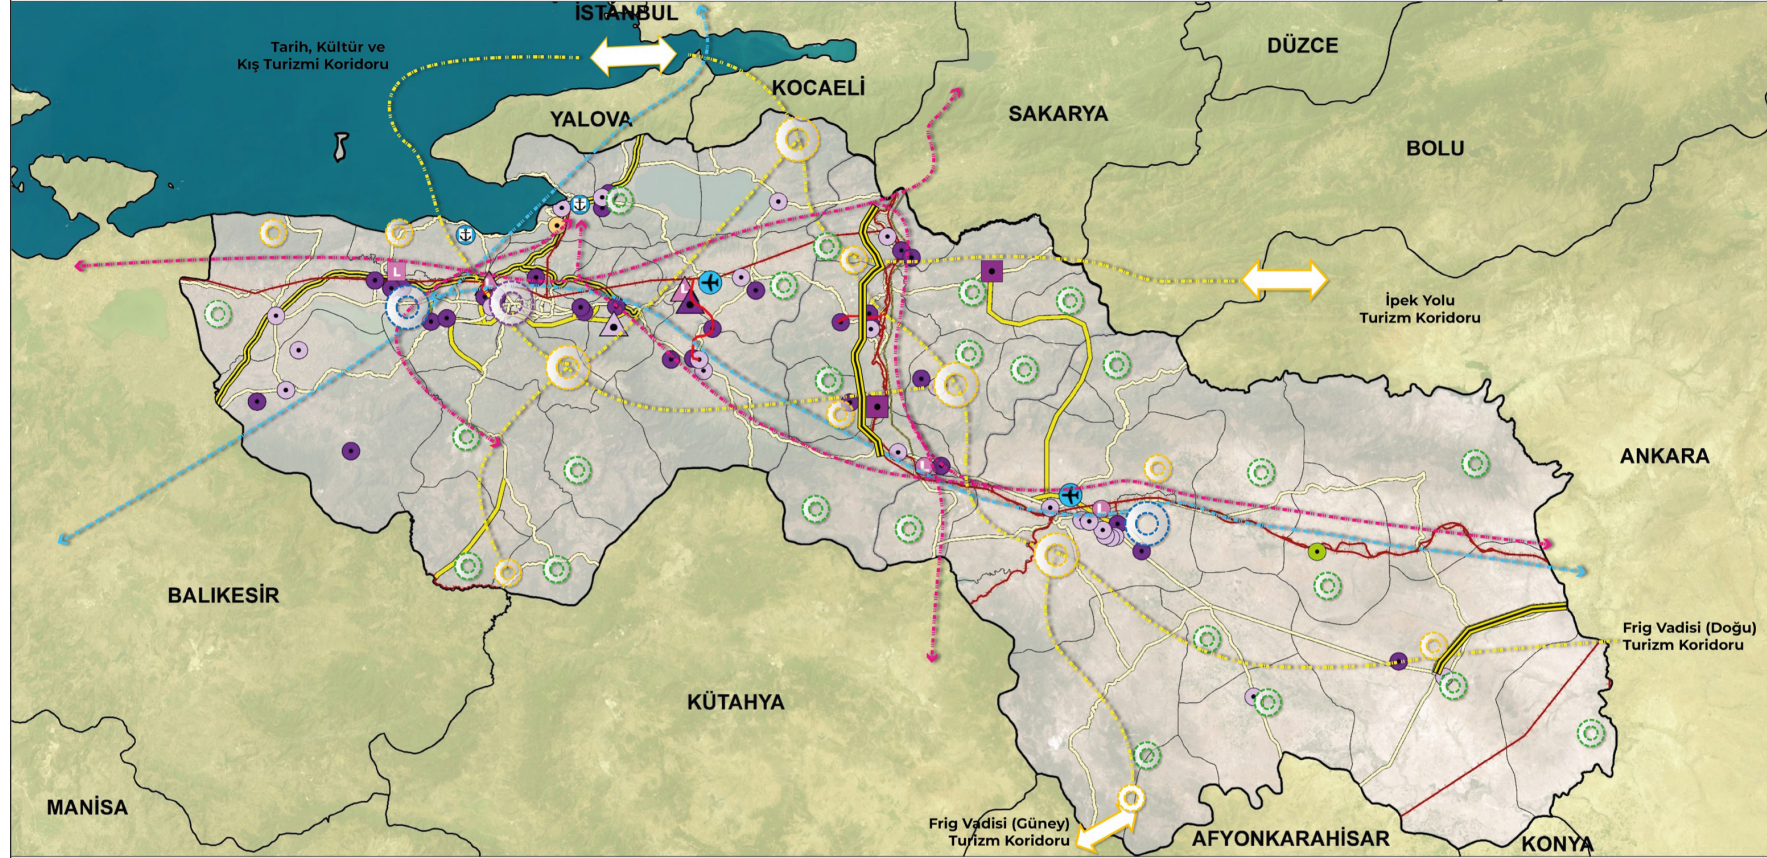 İSTANBUL
Tarih, Kültür ve
Kış Turizmi Koridoru
DÜZCE
KOCAELİ
SAKARYA
YALOVA
BOLU
L
L
L
İpek Yolu
Turizm Koridoru
ANKARA
L
L
BALIKESİR
Frig Vadisi (Doğu)
Turizm Koridoru
KÜTAHYA
MANİSA
Frig Vadisi (Güney)
Turizm Koridoru
AFYONKARAHİSAR
KONYA